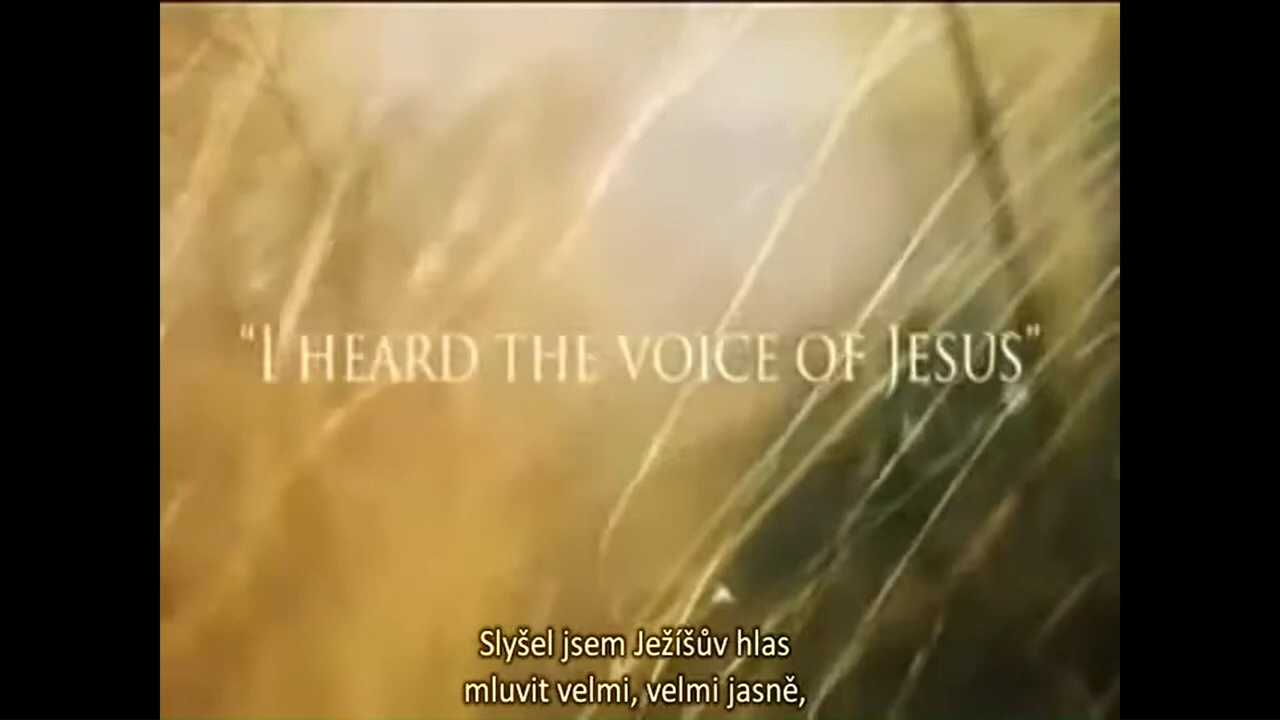 “I HEARD THE VOICE OF JESUS”
Slyšel jsem Ježíšův hlas
mluvit velmi, velmi jasně,